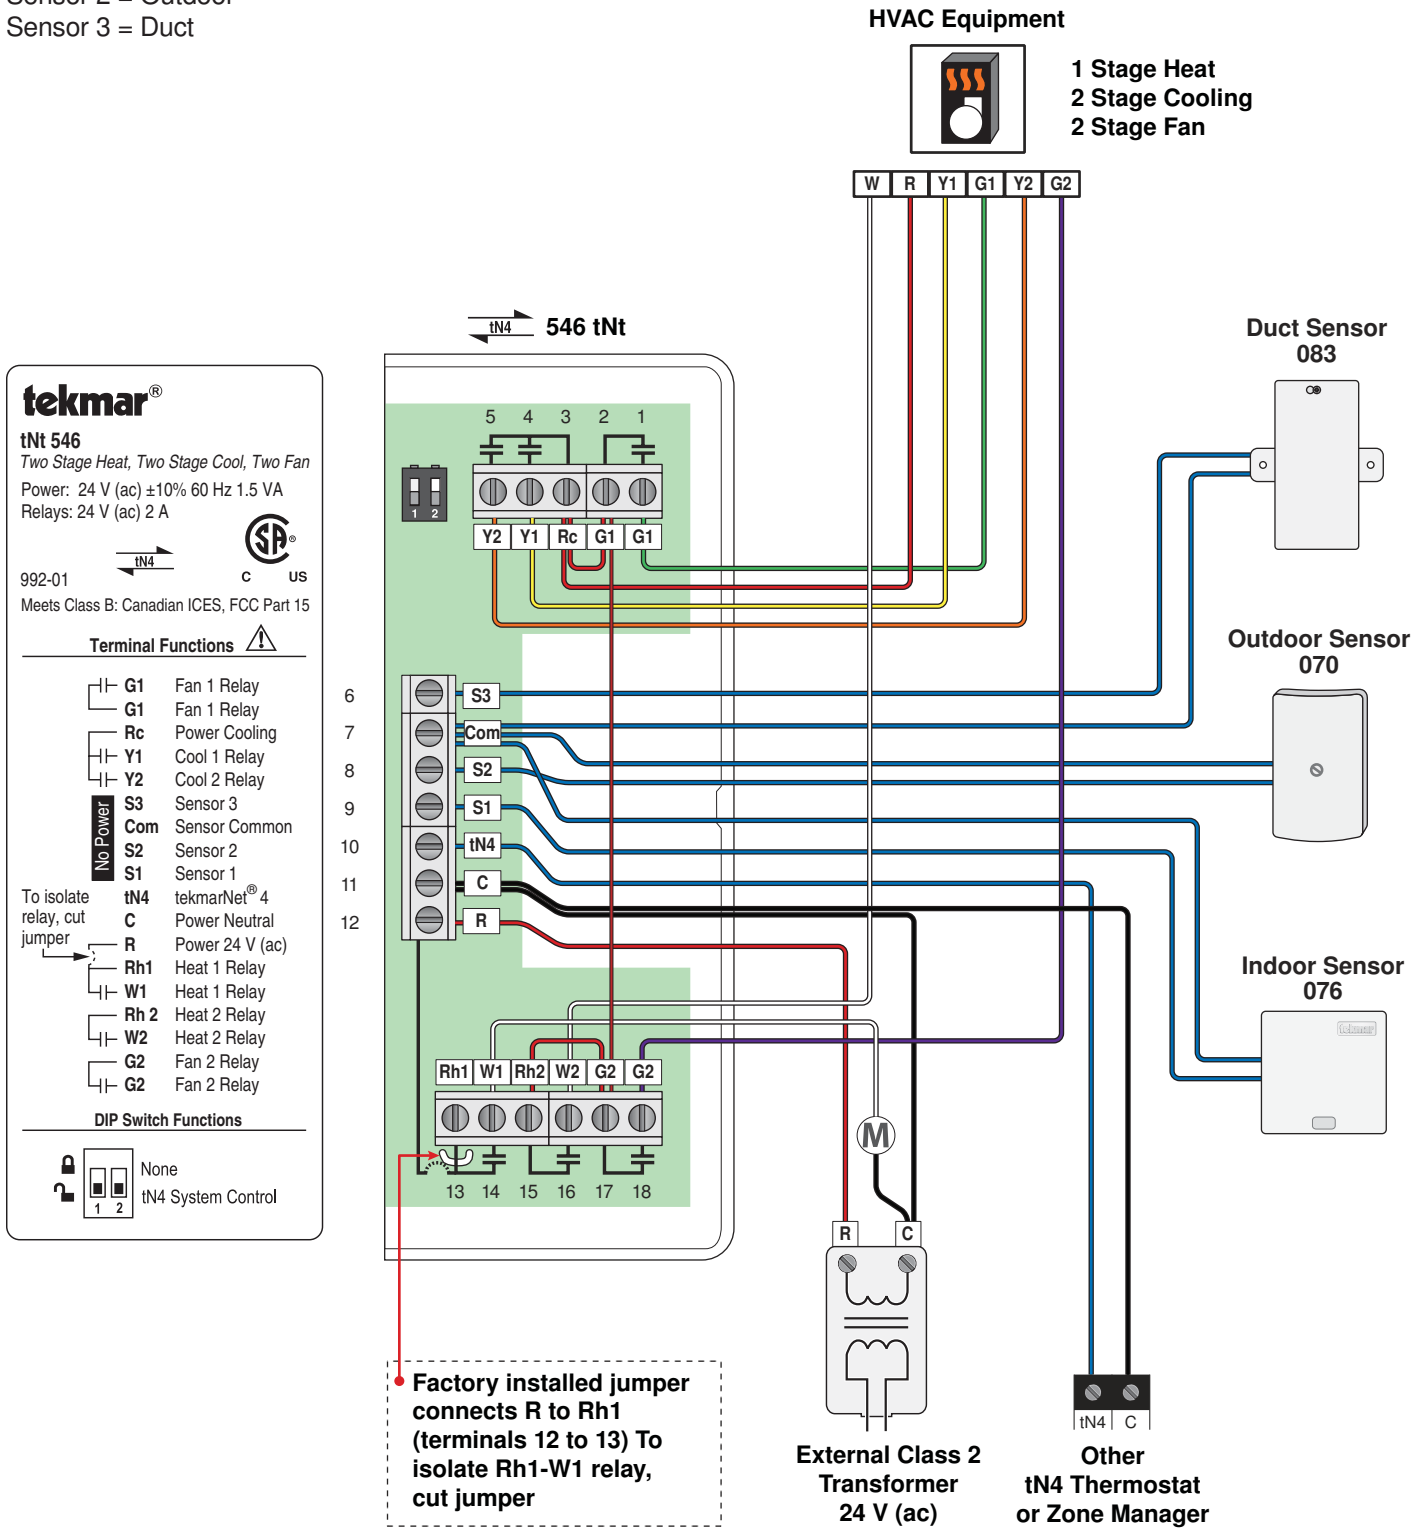 Sensor 2 = Outdoor
Sensor 3 = Duct
HVAC Equipment
1 Stage Heat
2 Stage Cooling
2 Stage Fan
W R Y1 G1 Y2 G2
tN4 546 tNt
Duct Sensor
083
tekmar®
tNt 546
Two Stage Heat, Two Stage Cool, Two Fan
Power: 24 V (ac) ±10% 60 Hz 1.5 VA
Relays: 24 V (ac) 2 A
SA®
C US
tN4
992-01
Meets Class B: Canadian ICES, FCC Part 15
Terminal Functions
G1 Fan 1 Relay
G1 Fan 1 Relay
Rc Power Cooling
Y1 Cool 1 Relay
Y2 Cool 2 Relay
No Power
S3 Sensor 3
Com Sensor Common
S2 Sensor 2
S1 Sensor 1
To isolate
relay, cut
jumper
tN4 tekmarNet® 4
C Power Neutral
R Power 24 V (ac)
Rh1 Heat 1 Relay
W1 Heat 1 Relay
Rh 2 Heat 2 Relay
W2 Heat 2 Relay
G2 Fan 2 Relay
G2 Fan 2 Relay
DIP Switch Functions
None
tN4 System Control
1 2
5 4 3 2 1
1 2
Y2 Y1 Rc G1 G1
6 S3
7 Com
8 S2
9 S1
10 tN4
11 C
12 R
Outdoor Sensor
070
Indoor Sensor
076
tekmar
Rh1 W1 Rh2 W2 G2 G2
13 14 15 16 17 18
M
R C
Factory installed jumper
connects R to Rh1
(terminals 12 to 13) To
isolate Rh1-W1 relay,
cut jumper
External Class 2
Transformer
24 V (ac)
tN4 C
Other
tN4 Thermostat
or Zone Manager